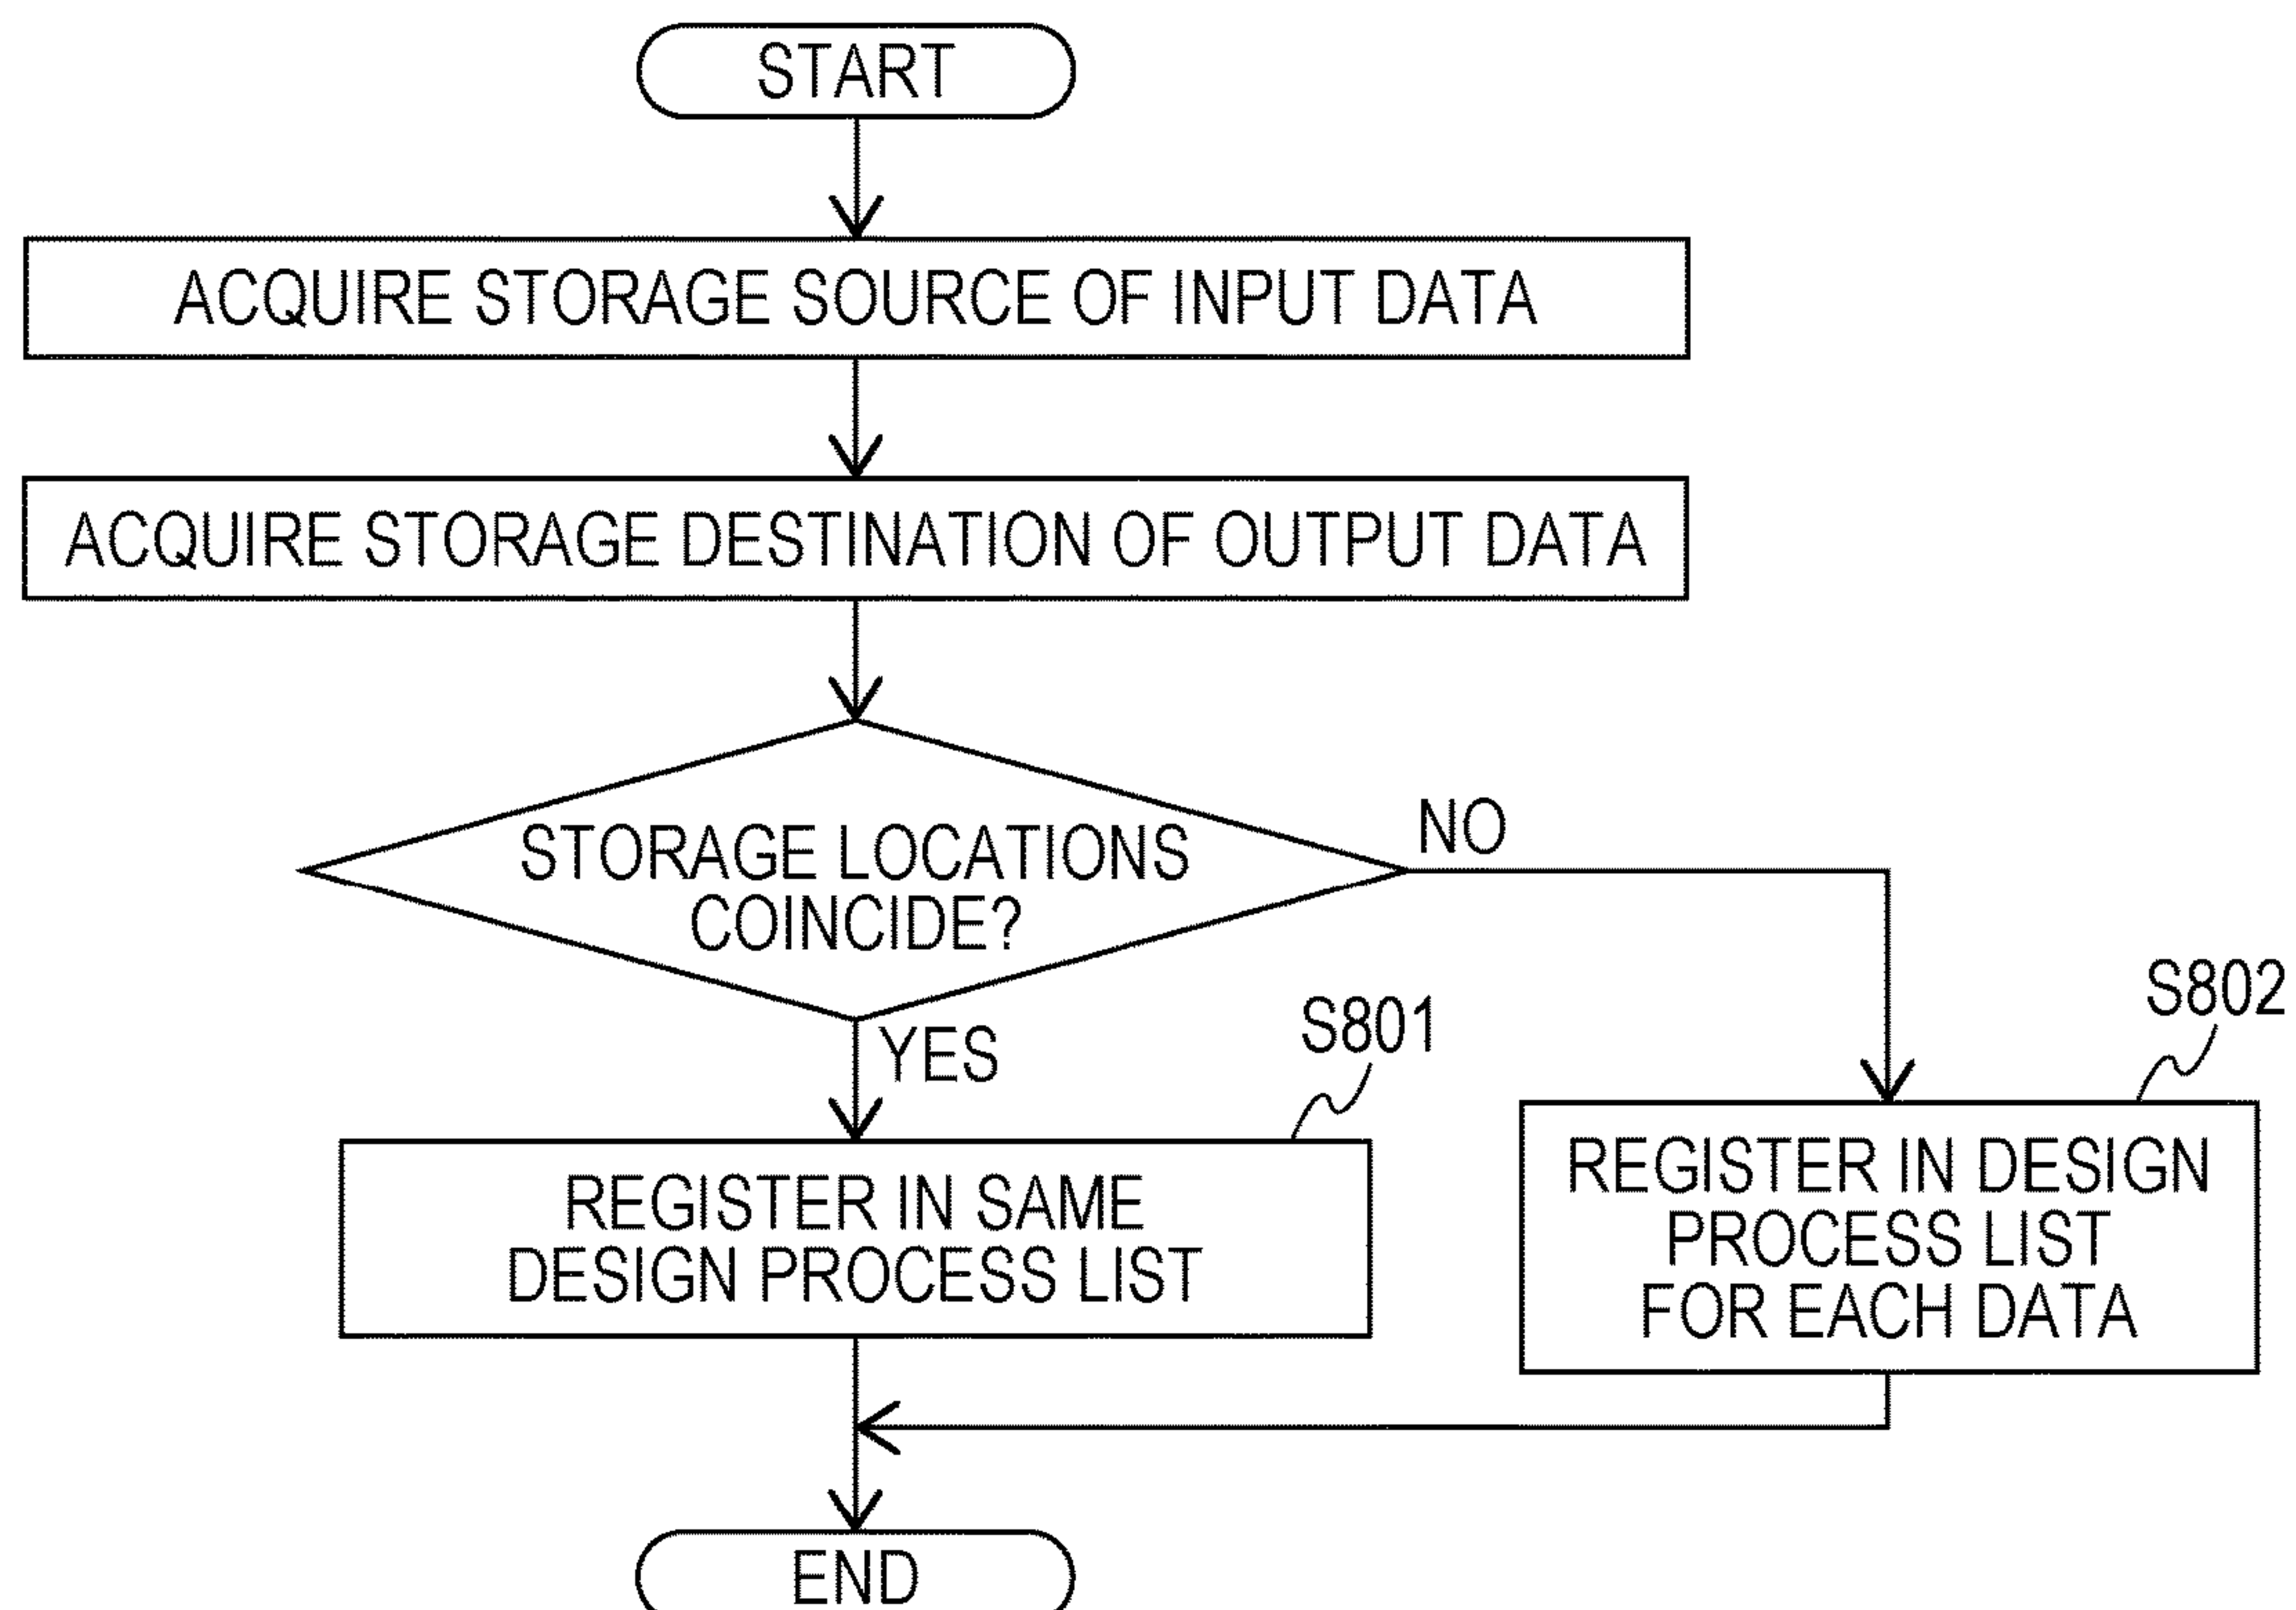 START
ACQUIRE STORAGE SOURCE OF INPUT DATA
ACQUIRE STORAGE DESTINATION OF OUTPUT DATA
STORAGE LOCATIONS
COINCIDE?
NO
YES
S801
S802
REGISTER IN SAME
DESIGN PROCESS LIST
REGISTER IN DESIGN
PROCESS LIST
FOR EACH DATA
END